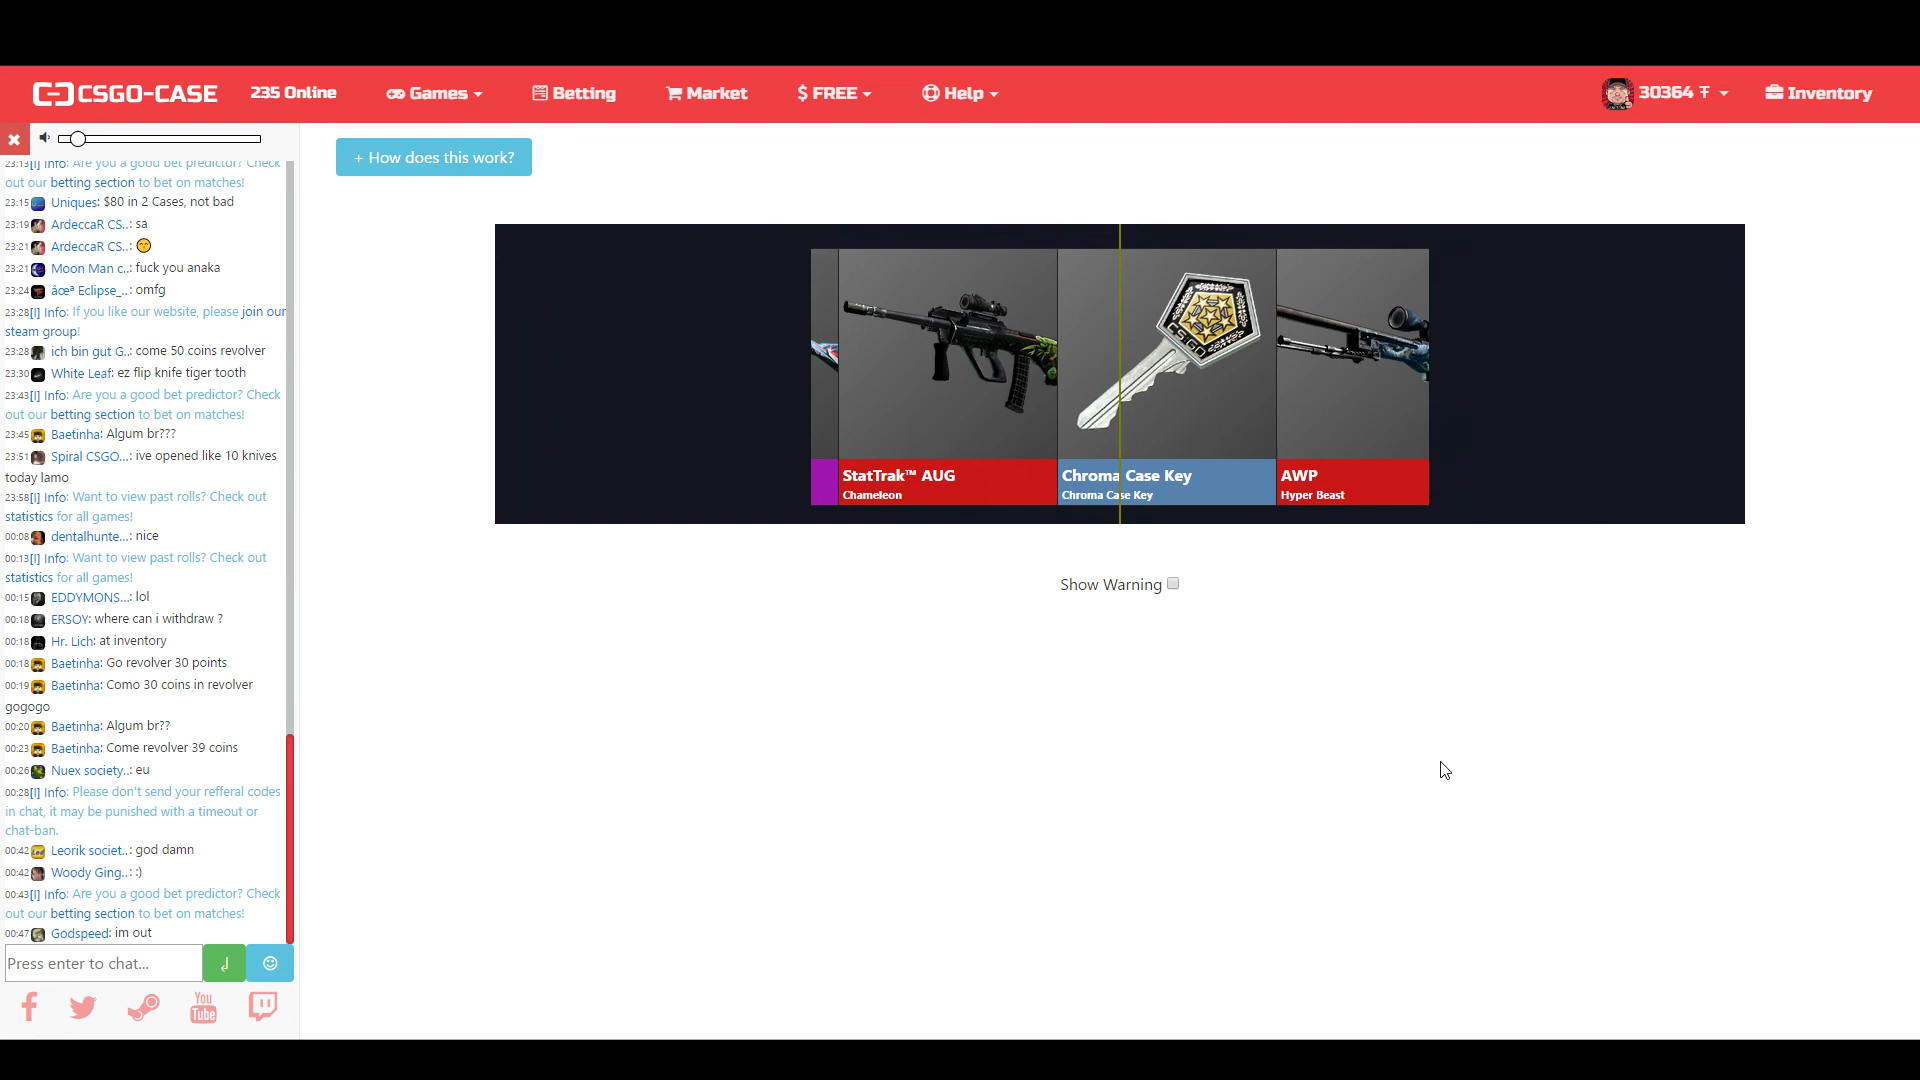 CSGO-CASE 235 Online Games Betting Market $ FREE Help 30364 Ŧ Inventory
+ How does this work?
23:13[I] Info: Are you a good bet predictor? Check
out our betting section to bet on matches!
23:15 Uniques: $80 in 2 Cases, not bad
23:19 ArdeccaR CS..: sa
23:21 ArdeccaR CS..:
23:21 Moon Man c..: fuck you anaka
23:24 âœª Eclipse_..: omfg
23:28[I] Info: If you like our website, please join our
steam group!
23:28 ich bin gut G..: come 50 coins revolver
23:30 White Leaf: ez flip knife tiger tooth
23:43[I] Info: Are you a good bet predictor? Check
out our betting section to bet on matches!
23:45 Baetinha: Algum br???
23:51 Spiral CSGO...: ive opened like 10 knives
today lamo
23:58[I] Info: Want to view past rolls? Check out
statistics for all games!
00:08 dentalhunte...: nice
00:13[I] Info: Want to view past rolls? Check out
statistics for all games!
00:15 EDDYMONS...: lol
00:18 ERSOY: where can i withdraw ?
00:18 Hr. Lich: at inventory
00:18 Baetinha: Go revolver 30 points
00:19 Baetinha: Como 30 coins in revolver
gogogo
00:20 Baetinha: Algum br??
00:23 Baetinha: Come revolver 39 coins
00:26 Nuex society..: eu
00:28[I] Info: Please don't send your refferal codes
in chat, it may be punished with a timeout or
chat-ban.
00:42 Leorik societ..: god damn
00:42 Woody Ging..: :)
00:43[I] Info: Are you a good bet predictor? Check
out our betting section to bet on matches!
00:47 Godspeed: im out
Press enter to chat...
You
Tube
CSGO
StatTrak™ AUG
Chameleon
Chroma Case Key
Chroma Case Key
AWP
Hyper Beast
Show Warning